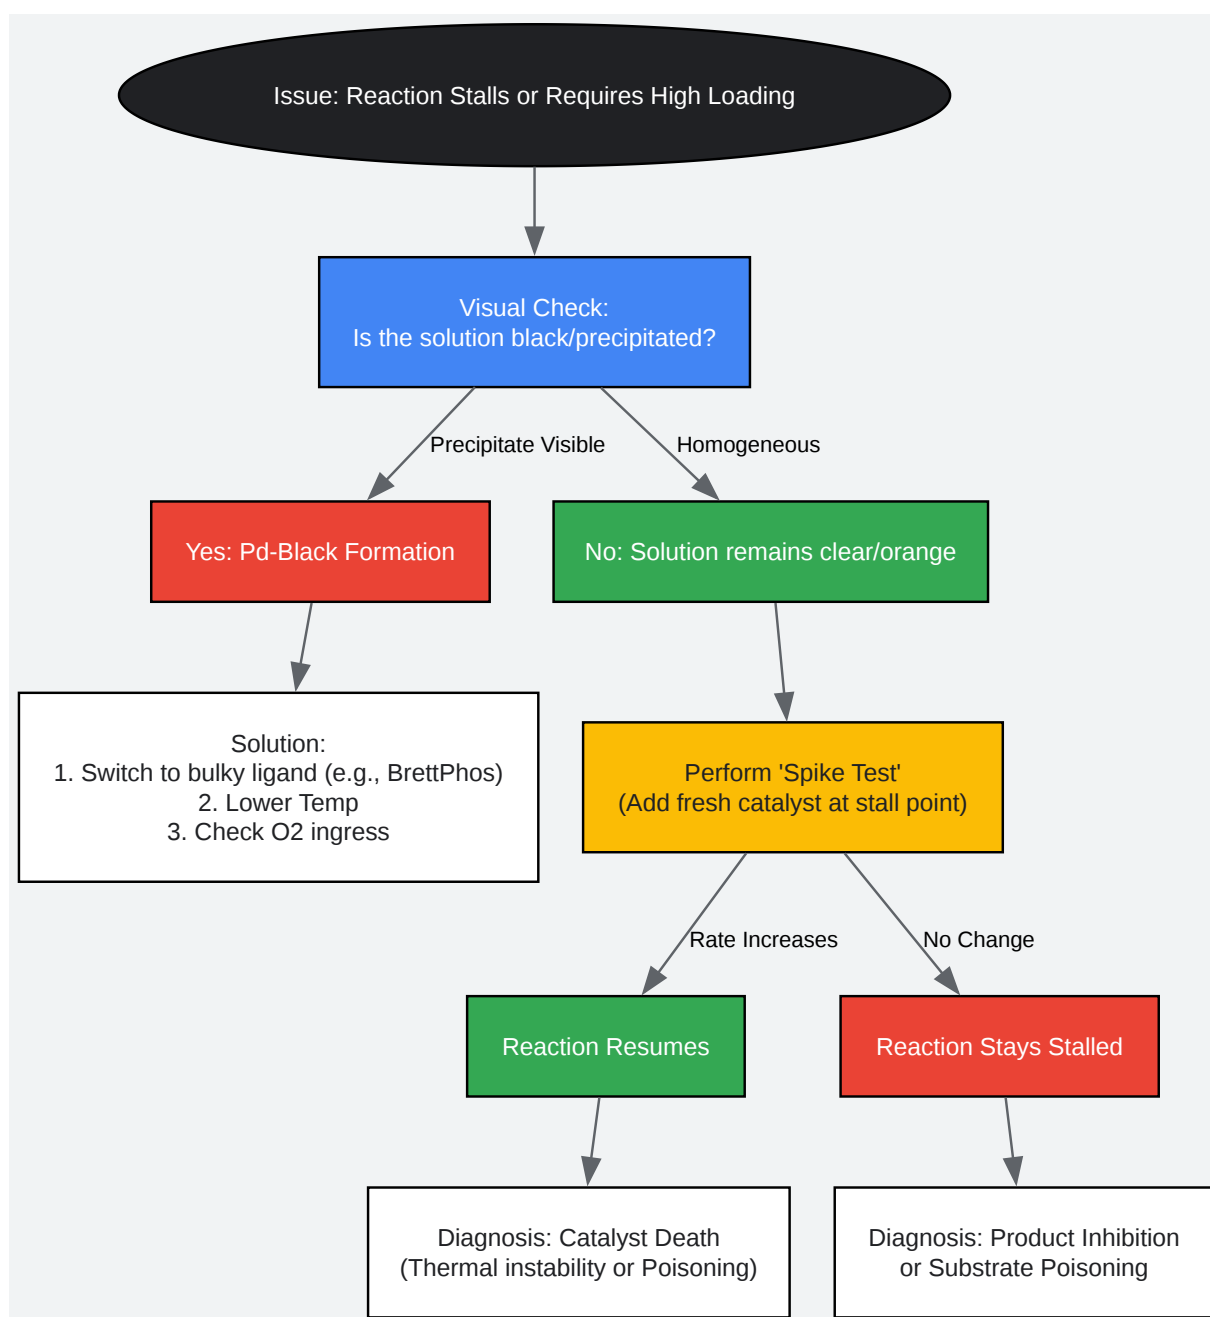 Issue: Reaction Stalls or Requires High Loading
Visual Check:
Is the solution black/precipitated?
Precipitate Visible
Homogeneous
Yes: Pd-Black Formation
No: Solution remains clear/orange
Solution:
1. Switch to bulky ligand (e.g., BrettPhos)
2. Lower Temp
3. Check O2 ingress
Perform 'Spike Test'
(Add fresh catalyst at stall point)
Rate Increases
No Change
Reaction Resumes
Reaction Stays Stalled
Diagnosis: Catalyst Death
(Thermal instability or Poisoning)
Diagnosis: Product Inhibition
or Substrate Poisoning